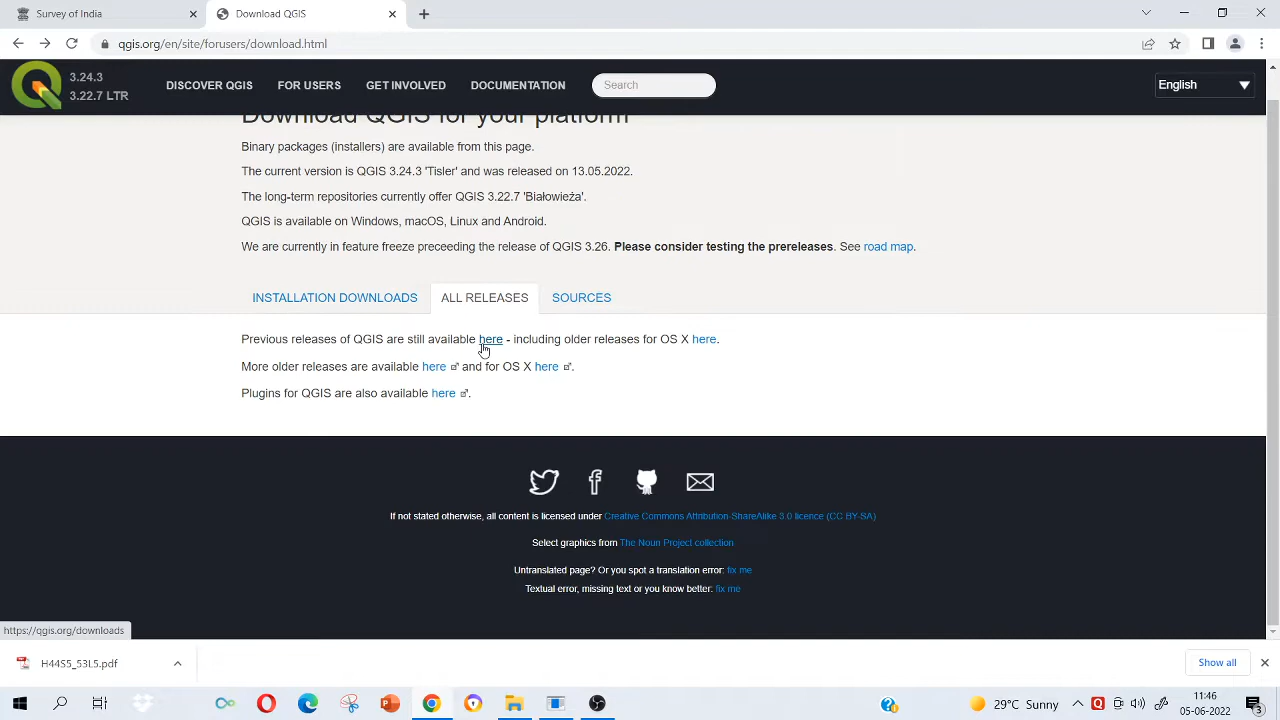 Survey of India
Download QGIS
qgis.org/en/site/forusers/download.html
3.24.3
3.22.7 LTR
DISCOVER QGIS
FOR USERS
GET INVOLVED
DOCUMENTATION
Search
English
Download QGIS for your platform
Binary packages (installers) are available from this page.
The current version is QGIS 3.24.3 'Tisler' and was released on 13.05.2022.
The long-term repositories currently offer QGIS 3.22.7 'Białowieża'.
QGIS is available on Windows, macOS, Linux and Android.
We are currently in feature freeze preceeding the release of QGIS 3.26. Please consider testing the prereleases. See road map.
INSTALLATION DOWNLOADS
ALL RELEASES
SOURCES
Previous releases of QGIS are still available here - including older releases for OS X here.
More older releases are available here and for OS X here.
Plugins for QGIS are also available here.
If not stated otherwise, all content is licensed under Creative Commons Attribution-ShareAlike 3.0 licence (CC BY-SA)
Select graphics from The Noun Project collection
Untranslated page? Or you spot a translation error: fix me
Textual error, missing text or you know better: fix me
https://qgis.org/downloads
H44S5_53L5.pdf
Show all
29°C Sunny
11:46
05-06-2022
3